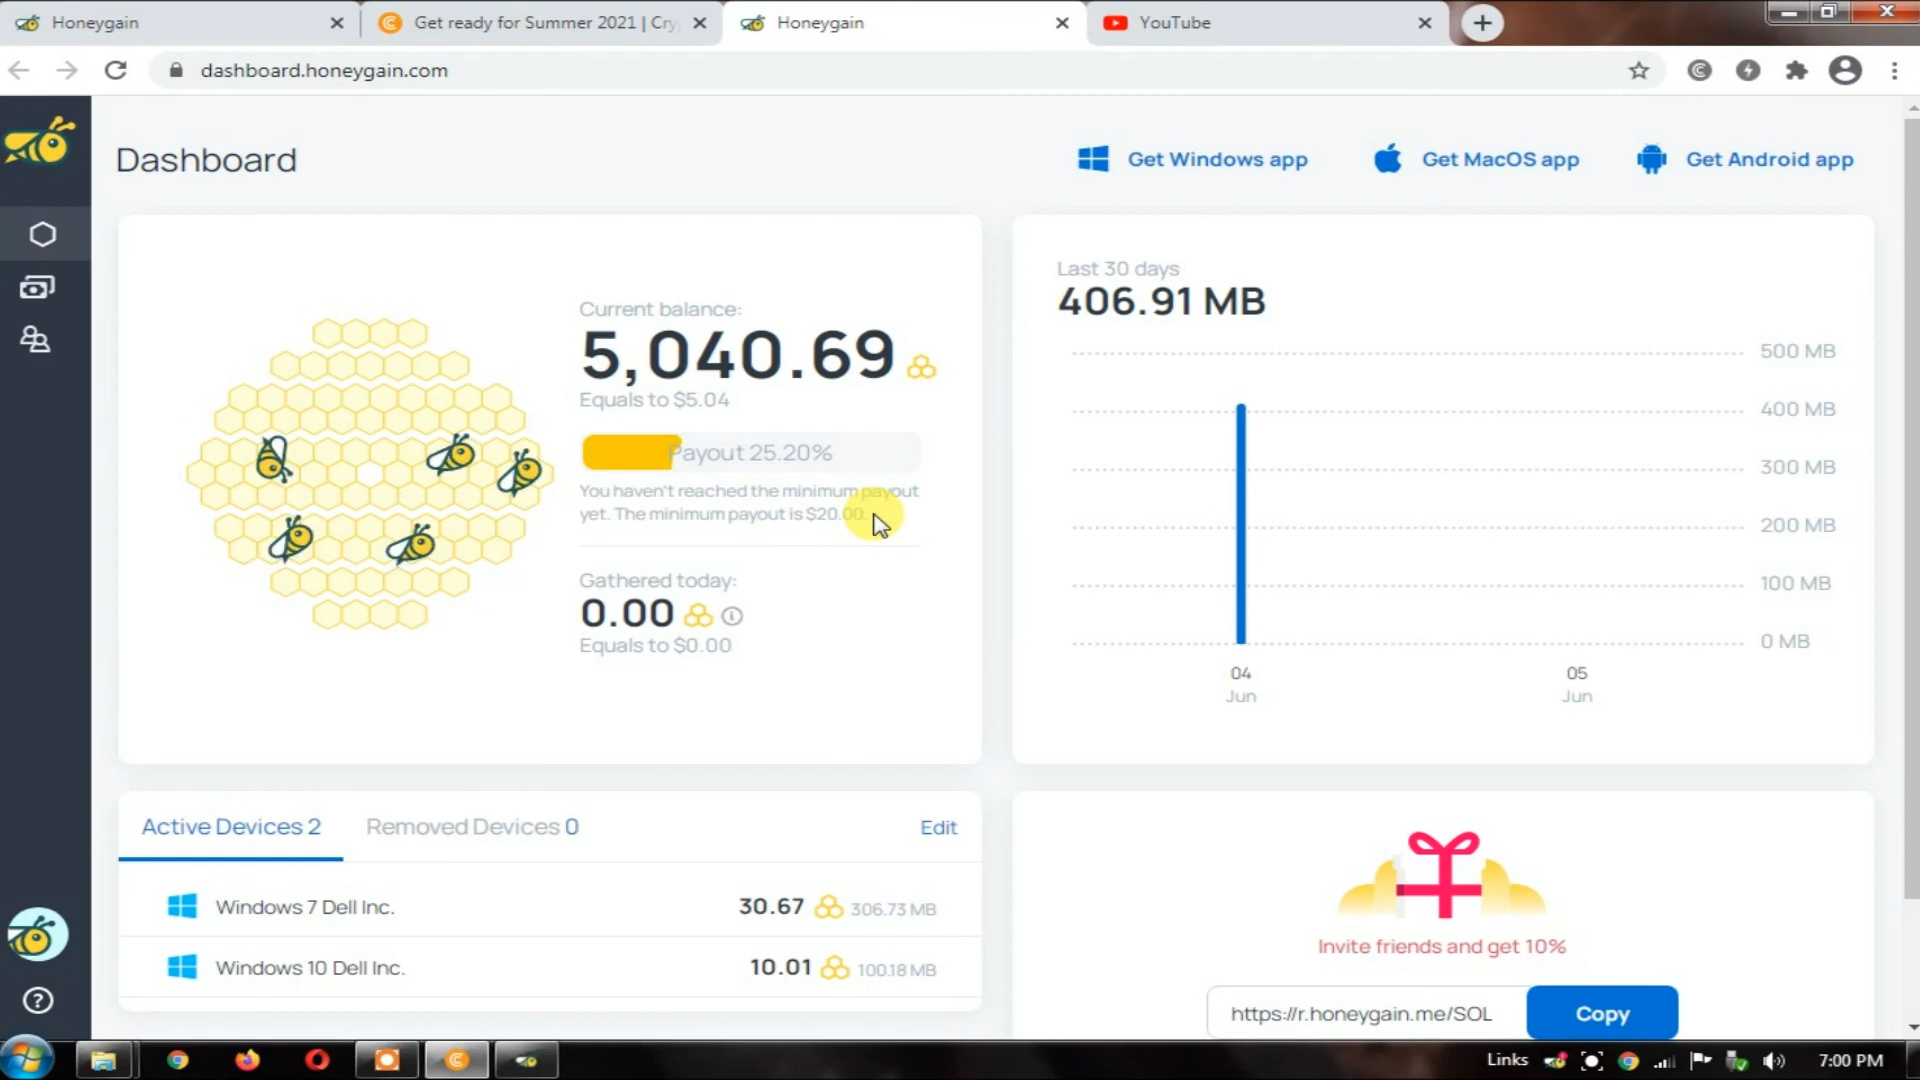 Honeygain
Get ready for Summer 2021 | Cry
Honeygain
YouTube
dashboard.honeygain.com
Dashboard
Get Windows app
Get MacOS app
Get Android app
Current balance:
5,040.69
Equals to $5.04
Payout 25.20%
You haven't reached the minimum payout
yet. The minimum payout is $20.00.
Gathered today:
0.00
Equals to $0.00
Last 30 days
406.91 MB
500 MB
400 MB
300 MB
200 MB
100 MB
0 MB
04
Jun
05
Jun
Active Devices 2
Removed Devices 0
Edit
Windows 7 Dell Inc.
30.67
306.73 MB
Windows 10 Dell Inc.
10.01
100.18 MB
Invite friends and get 10%
https://r.honeygain.me/SOL
Copy
Links
7:00 PM